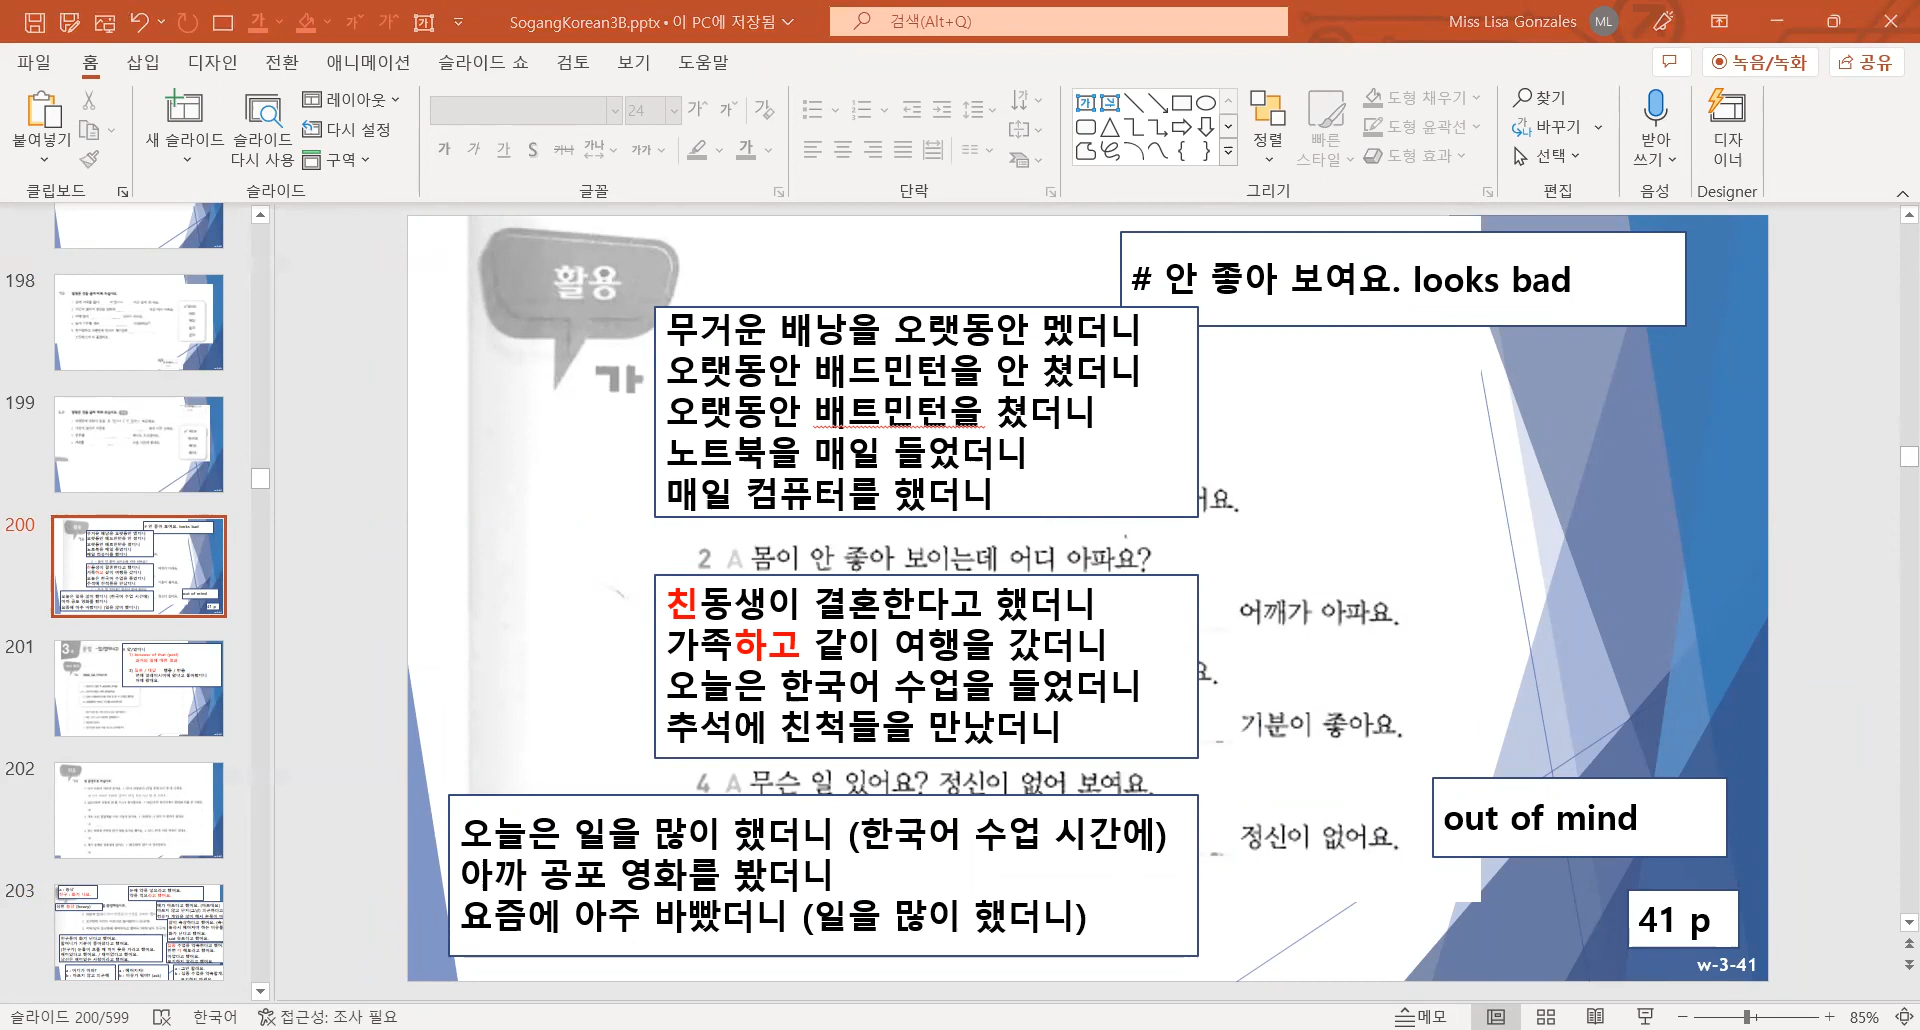 SogangKorean3B.pptx • 이 PC에 저장됨
검색(Alt+Q)
Miss Lisa Gonzales
ML
파일 홈 삽입 디자인 전환 애니메이션 슬라이드 쇼 검토 보기 도움말
녹음/녹화
공유
붙여넣기
클립보드
새 슬라이드
슬라이드 다시 사용
레이아웃
다시 설정
구역
슬라이드
24
글꼴
단락
정렬
빠른 스타일
도형 채우기
도형 윤곽선
도형 효과
그리기
찾기
바꾸기
선택
편집
받아쓰기
음성
디자이너
Designer
198
199
200
201
202
203
활용
가
# 안 좋아 보여요. looks bad
무거운 배낭을 오랫동안 멨더니
오랫동안 배드민턴을 안 쳤더니
오랫동안 배트민턴을 쳤더니
노트북을 매일 들었더니
매일 컴퓨터를 했더니
2 A 몸이 안 좋아 보이는데 어디 아파요?
친동생이 결혼한다고 했더니
가족하고 같이 여행을 갔더니
오늘은 한국어 수업을 들었더니
추석에 친척들을 만났더니
어깨가 아파요.
기분이 좋아요.
4 A 무슨 일 있어요? 정신이 없어 보여요.
오늘은 일을 많이 했더니 (한국어 수업 시간에)
아까 공포 영화를 봤더니
요즘에 아주 바빴더니 (일을 많이 했더니)
정신이 없어요.
out of mind
41 p
w-3-41
슬라이드 200/599
한국어
접근성: 조사 필요
메모
85%